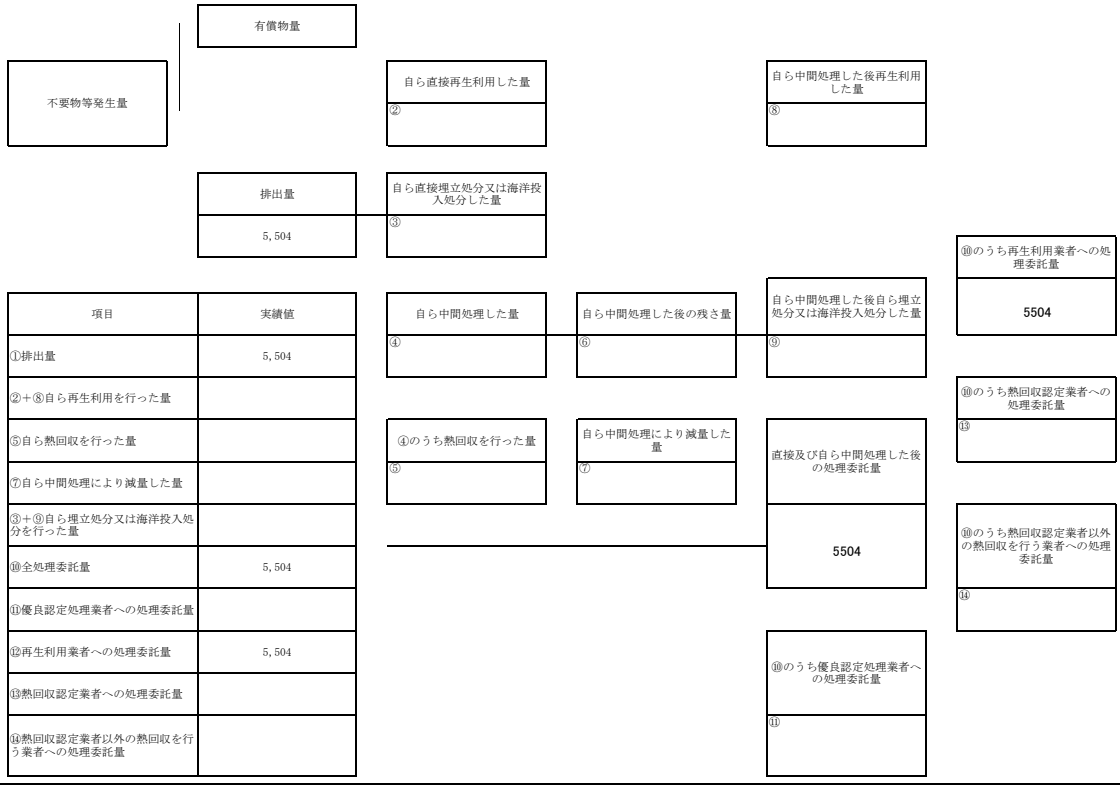 有償物量
不要物等発生量
自ら直接再生利用した量
②
自ら中間処理した後再生利用
した量
⑧
排出量
5,504
自ら直接埋立処分又は海洋投
入処分した量
③
⑩のうち再生利用業者への処
理委託量
5504
項目
実績値
①排出量
5,504
②+⑧自ら再生利用を行った量
⑤自ら熱回収を行った量
⑦自ら中間処理により減量した量
③+⑨自ら埋立処分又は海洋投入処
分を行った量
⑩全処理委託量
5,504
⑪優良認定処理業者への処理委託量
⑫再生利用業者への処理委託量
5,504
⑬熱回収認定業者への処理委託量
⑭熱回収認定業者以外の熱回収を行
う業者への処理委託量
自ら中間処理した量
④
自ら中間処理した後の残さ量
⑥
自ら中間処理した後自ら埋立
処分又は海洋投入処分した量
⑨
④のうち熱回収を行った量
⑤
自ら中間処理により減量した
量
⑦
直接及び自ら中間処理した後
の処理委託量
5504
⑩のうち熱回収認定業者への
処理委託量
⑬
⑩のうち熱回収認定業者以外
の熱回収を行う業者への処理
委託量
⑭
⑩のうち優良認定処理業者へ
の処理委託量
⑪